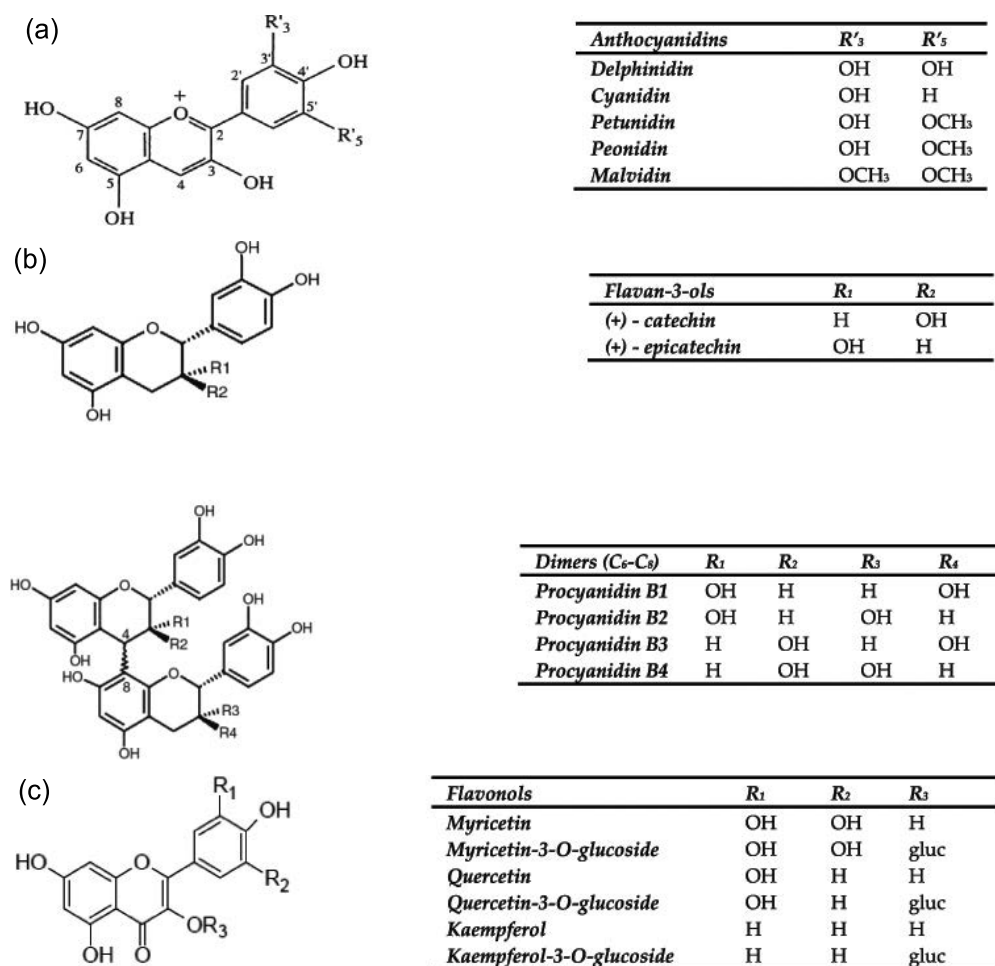 (a)
R'3
3'
4'
OH
2'
5'
R'5
HO
8
+
O
7
2
6
3
5
4
OH
OH
Anthocyanidins R'3 R'5
Delphinidin OH OH
Cyanidin OH H
Petunidin OH OCH3
Peonidin OH OCH3
Malvidin OCH3 OCH3
(b)
OH
OH
HO
O
R1
R2
OH
Flavan-3-ols R1 R2
(+) - catechin H OH
(+) - epicatechin OH H
OH
OH
HO
O
OH
4
R1
R2
OH
OH
HO
8
O
R3
R4
OH
Dimers (C6-C8) R1 R2 R3 R4
Procyanidin B1 OH H H OH
Procyanidin B2 OH H OH H
Procyanidin B3 H OH H OH
Procyanidin B4 H OH OH H
(c)
R1
OH
HO
O
R2
OR3
OH
O
Flavonols R1 R2 R3
Myricetin OH OH H
Myricetin-3-O-glucoside OH OH gluc
Quercetin OH H H
Quercetin-3-O-glucoside OH H gluc
Kaempferol H H H
Kaempferol-3-O-glucoside H H gluc